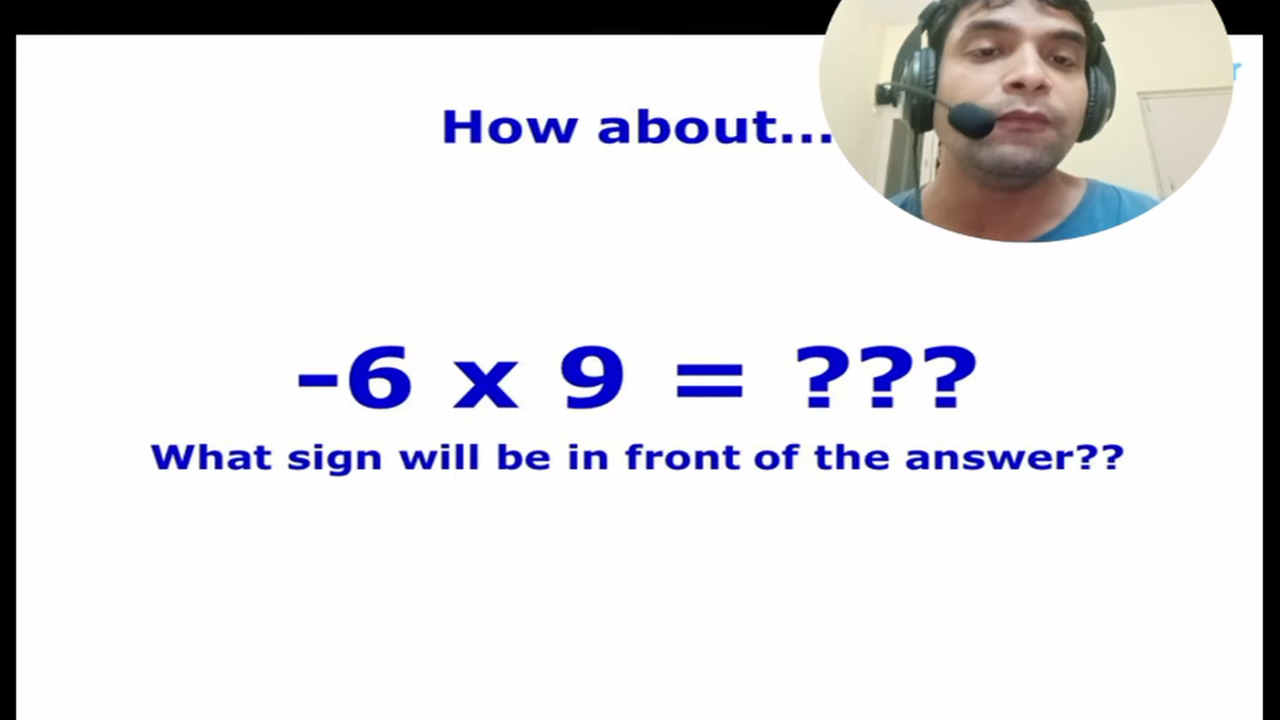 How about...
-6 x 9 = ???
What sign will be in front of the answer??